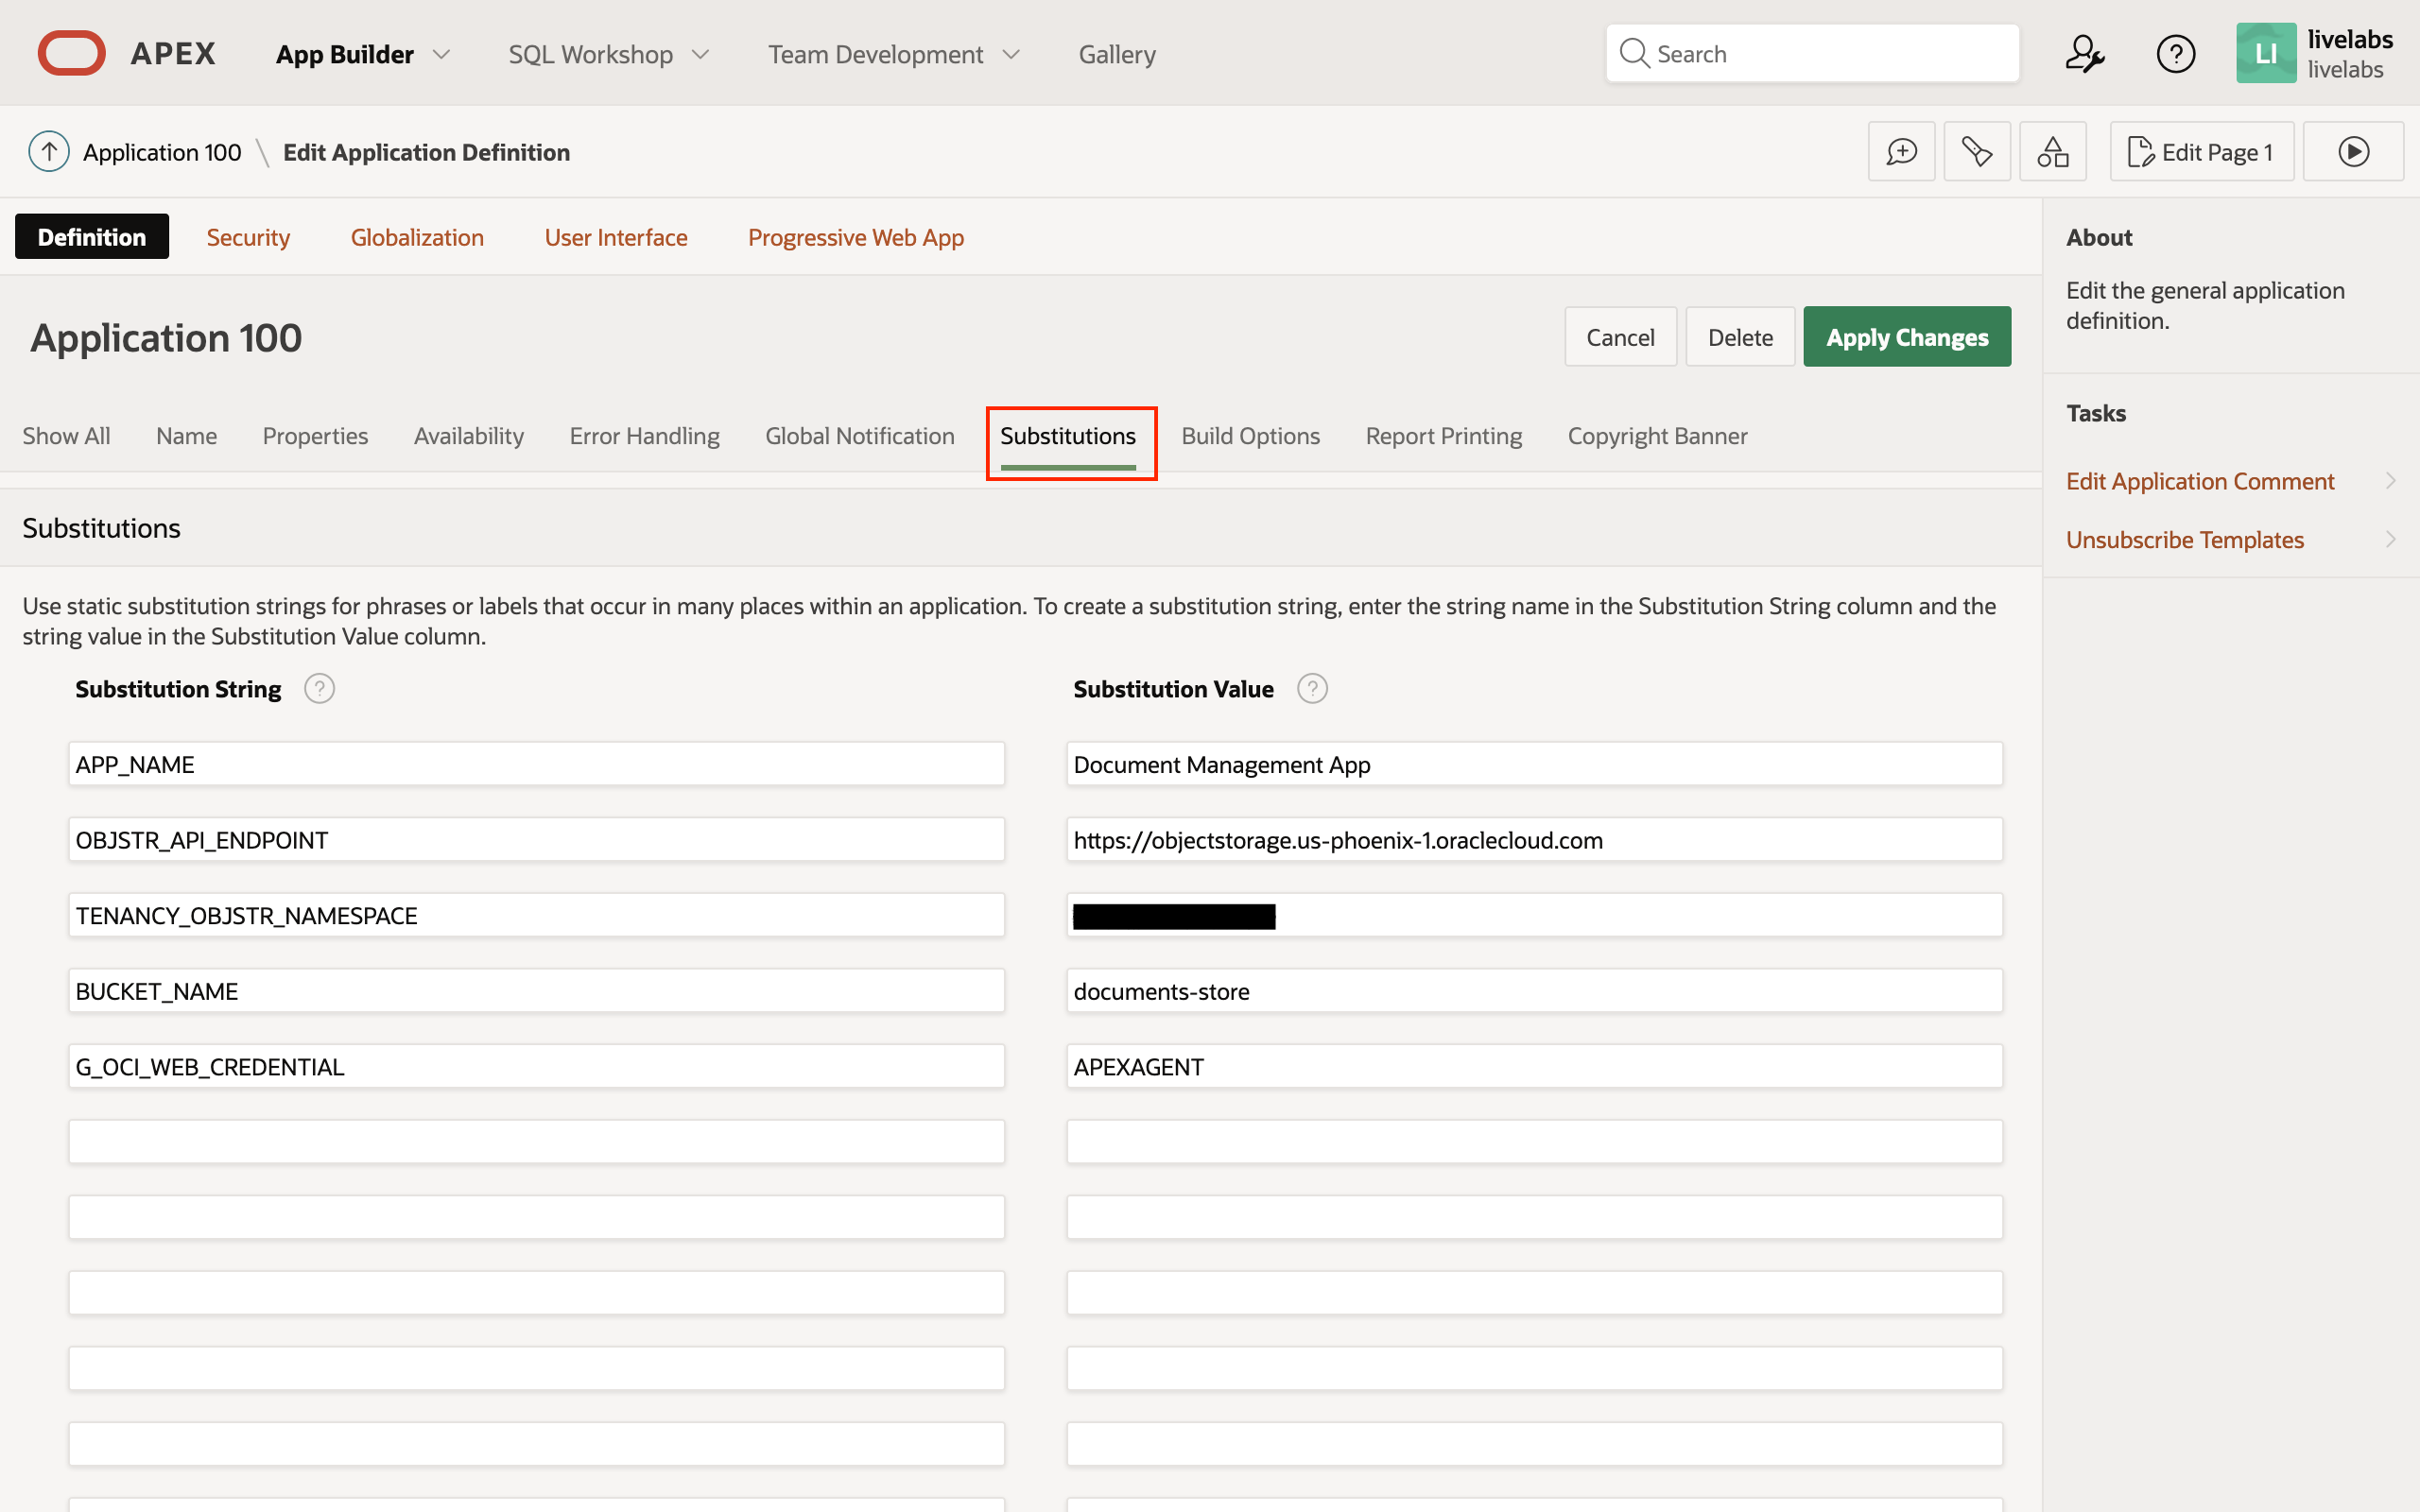 APEX App Builder SQL Workshop Team Development Gallery Search ? LI livelabs
livelabs
Application 100 \ Edit Application Definition Edit Page 1
Definition Security Globalization User Interface Progressive Web App
Application 100 Cancel Delete Apply Changes
Show All Name Properties Availability Error Handling Global Notification Substitutions Build Options Report Printing Copyright Banner
Substitutions
Use static substitution strings for phrases or labels that occur in many places within an application. To create a substitution string, enter the string name in the Substitution String column and the
string value in the Substitution Value column.
Substitution String ? Substitution Value ?
APP_NAME Document Management App
OBJSTR_API_ENDPOINT https://objectstorage.us-phoenix-1.oraclecloud.com
TENANCY_OBJSTR_NAMESPACE
BUCKET_NAME documents-store
G_OCI_WEB_CREDENTIAL APEXAGENT
About
Edit the general application
definition.
Tasks
Edit Application Comment
Unsubscribe Templates